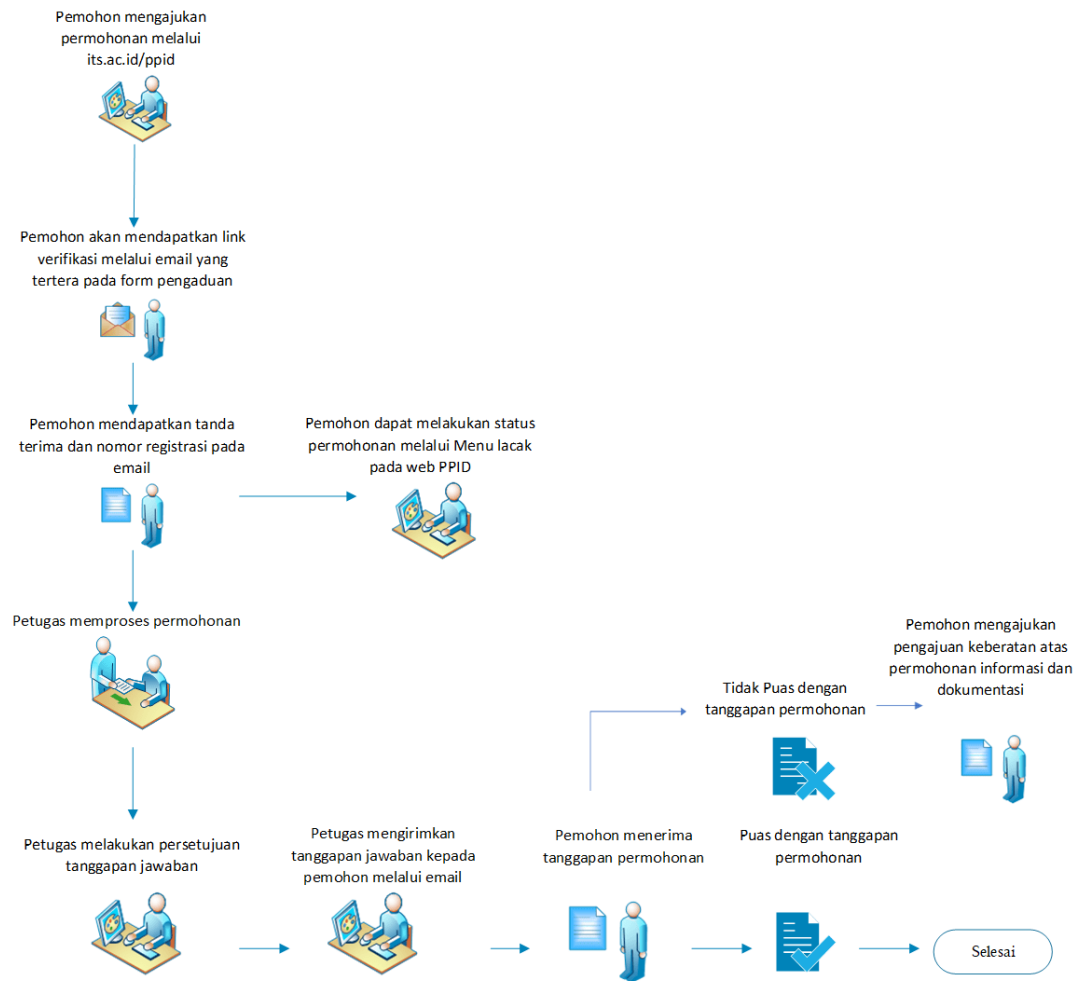 Pemohon mengajukan
permohonan melalui
its.ac.id/ppid
Pemohon akan mendapatkan link
verifikasi melalui email yang
tertera pada form pengaduan
Pemohon mendapatkan tanda
terima dan nomor registrasi pada
email
Pemohon dapat melakukan status
permohonan melalui Menu lacak
pada web PPID
Petugas memproses permohonan
Petugas melakukan persetujuan
tanggapan jawaban
Petugas mengirimkan
tanggapan jawaban kepada
pemohon melalui email
Pemohon menerima
tanggapan permohonan
Tidak Puas dengan
tanggapan permohonan
Pemohon mengajukan
pengajuan keberatan atas
permohonan informasi dan
dokumentasi
Puas dengan tanggapan
permohonan
Selesai